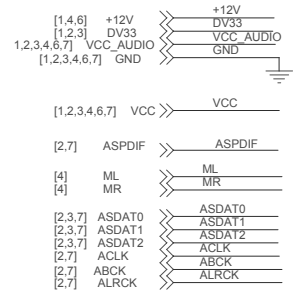 [1,4,6] +12V +12V
[1,2,3] DV33 DV33
1,2,3,4,6,7] VCC_AUDIO VCC_AUDIO
[1,2,3,4,6,7] GND GND
[1,2,3,4,6,7] VCC VCC
[2,7] ASPDIF ASPDIF
[4] ML ML
[4] MR MR
[2,3,7] ASDAT0 ASDAT0
[2,3,7] ASDAT1 ASDAT1
[2,3,7] ASDAT2 ASDAT2
[2,7] ACLK ACLK
[2,7] ABCK ABCK
[2,7] ALRCK ALRCK